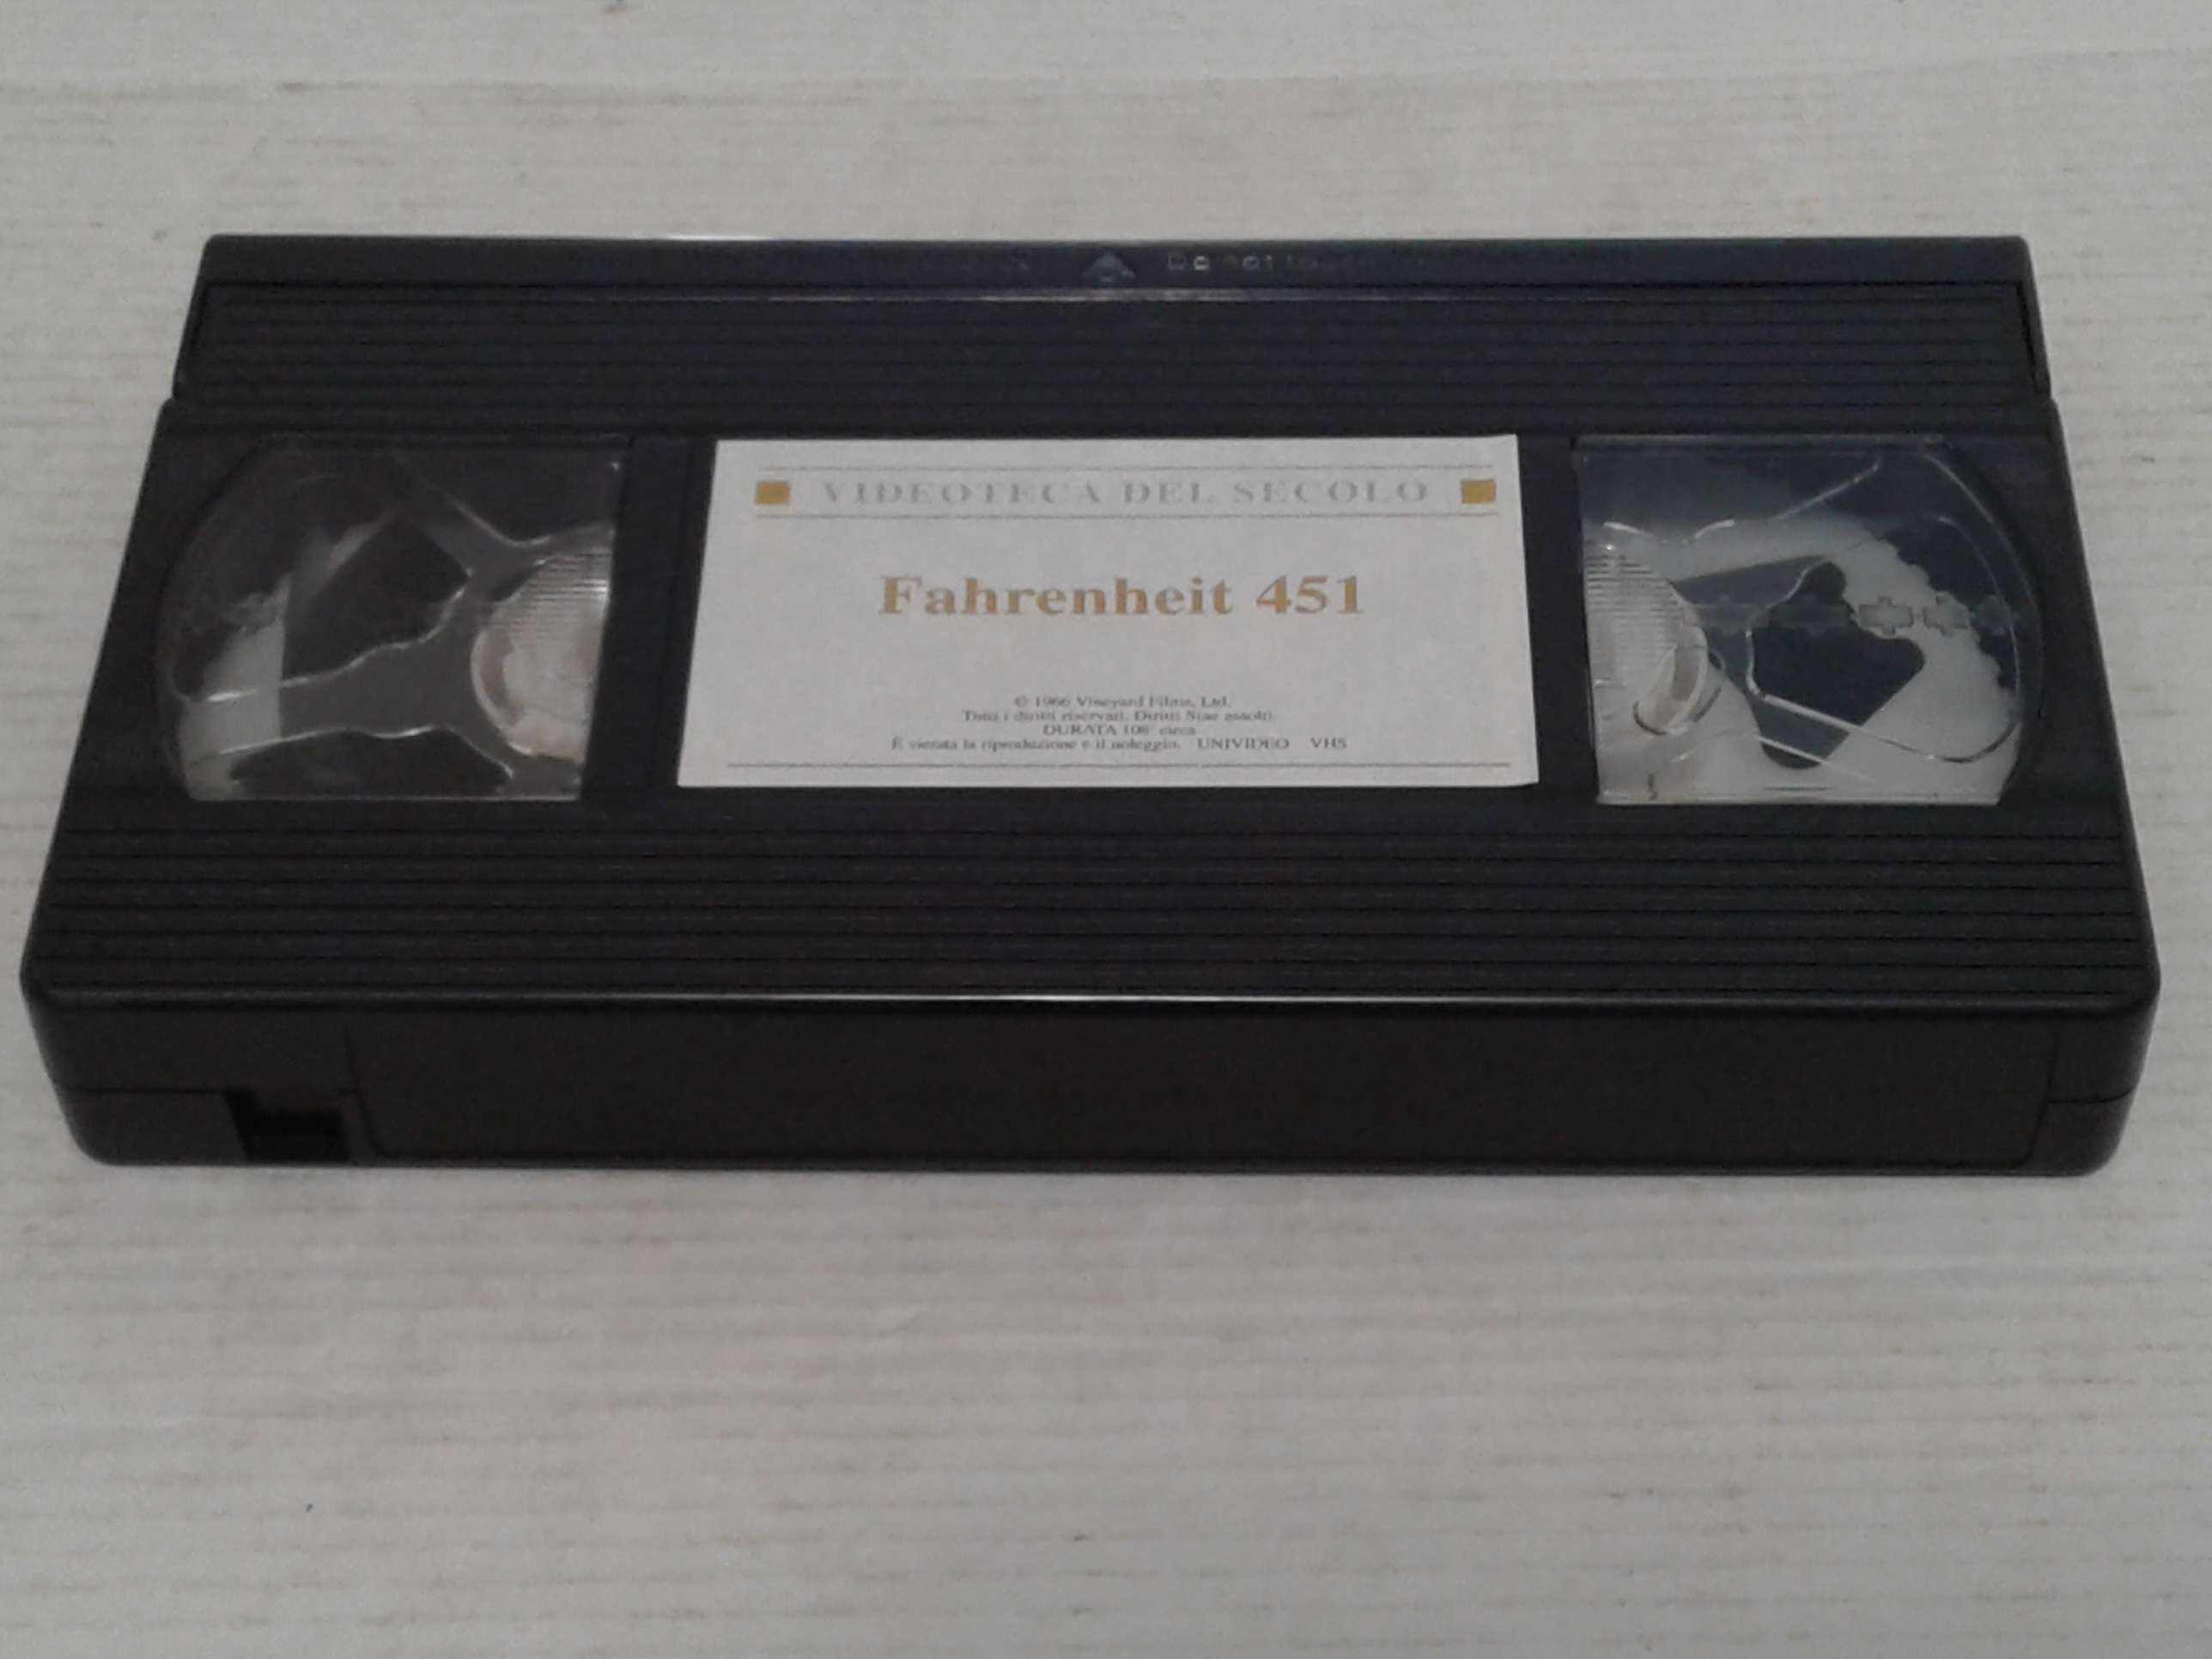 VIDEOTECA DEL SECOLO
Fahrenheit 451
© 1966 Vineyard Films, Ltd.
Tutti i diritti riservati. Diritti Siae assolti
DURATA 108' circa
È vietata la riproduzione e il noleggio. UNIVIDEO VHS